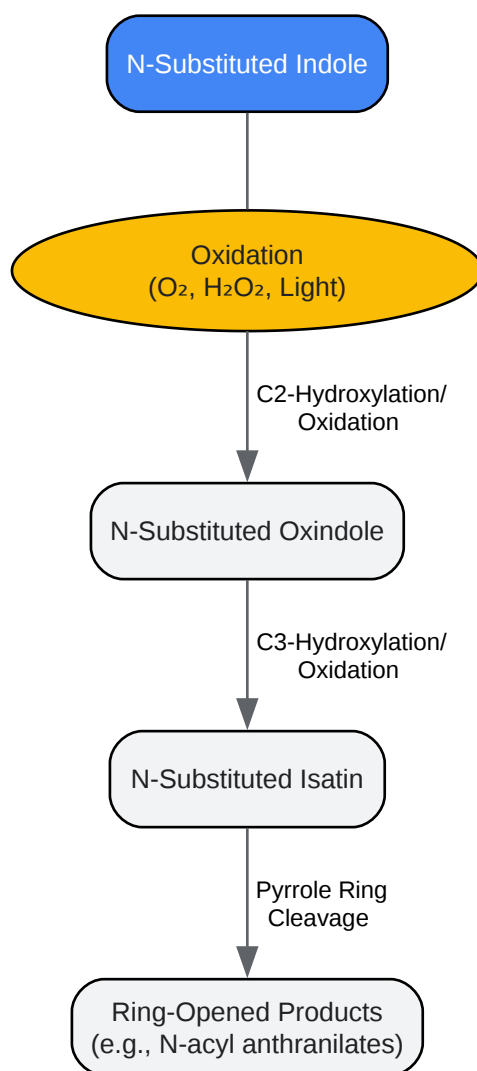 N-Substituted Indole
Oxidation
(O₂, H₂O₂, Light)
C2-Hydroxylation/
Oxidation
N-Substituted Oxindole
C3-Hydroxylation/
Oxidation
N-Substituted Isatin
Pyrrole Ring
Cleavage
Ring-Opened Products
(e.g., N-acyl anthranilates)